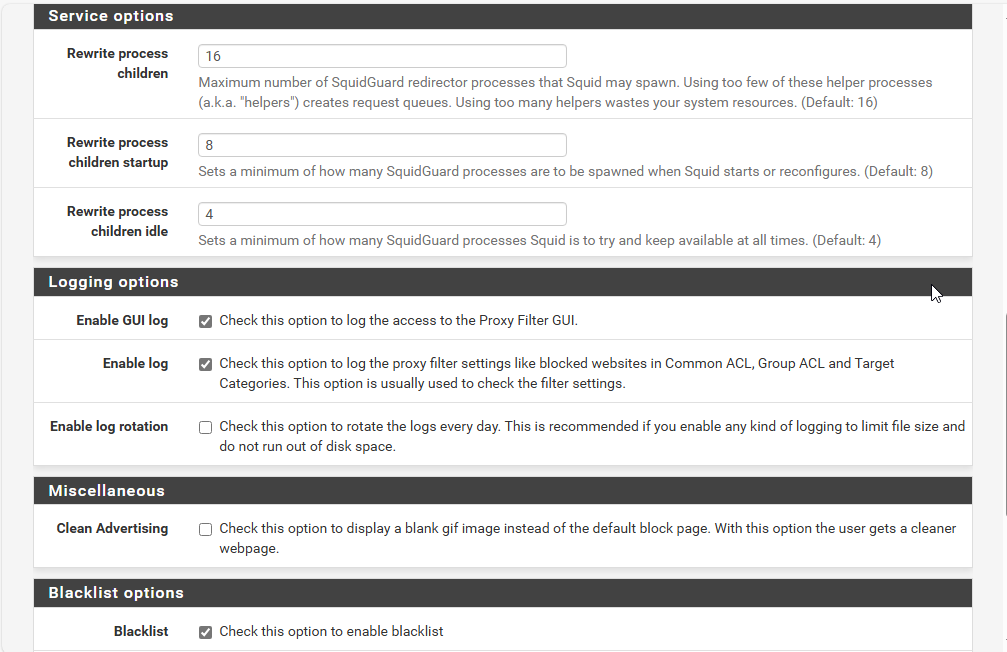 Service options
Rewrite process
children
16
Maximum number of SquidGuard redirector processes that Squid may spawn. Using too few of these helper processes
(a.k.a. "helpers") creates request queues. Using too many helpers wastes your system resources. (Default: 16)
Rewrite process
children startup
8
Sets a minimum of how many SquidGuard processes are to be spawned when Squid starts or reconfigures. (Default: 8)
Rewrite process
children idle
4
Sets a minimum of how many SquidGuard processes Squid is to try and keep available at all times. (Default: 4)
Logging options
Enable GUI log
Check this option to log the access to the Proxy Filter GUI.
Enable log
Check this option to log the proxy filter settings like blocked websites in Common ACL, Group ACL and Target
Categories. This option is usually used to check the filter settings.
Enable log rotation
Check this option to rotate the logs every day. This is recommended if you enable any kind of logging to limit file size and
do not run out of disk space.
Miscellaneous
Clean Advertising
Check this option to display a blank gif image instead of the default block page. With this option the user gets a cleaner
webpage.
Blacklist options
Blacklist
Check this option to enable blacklist